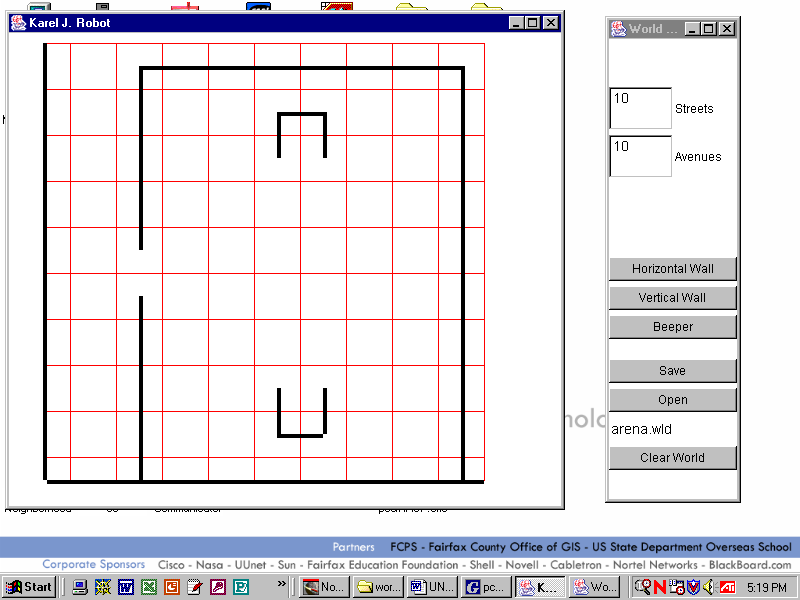 Karel J. Robot
World ...
10
Streets
10
Avenues
Horizontal Wall
Vertical Wall
Beeper
Save
Open
arena.wld
Clear World
Partners FCPS - Fairfax County Office of GIS - US State Department Overseas School
Corporate Sponsors Cisco - Nasa - UUnet - Sun - Fairfax Education Foundation - Shell - Novell - Cabletron - Nortel Networks - BlackBoard.com
Start
»
No...
wor...
UN...
pc...
K...
Wo...
5:19 PM